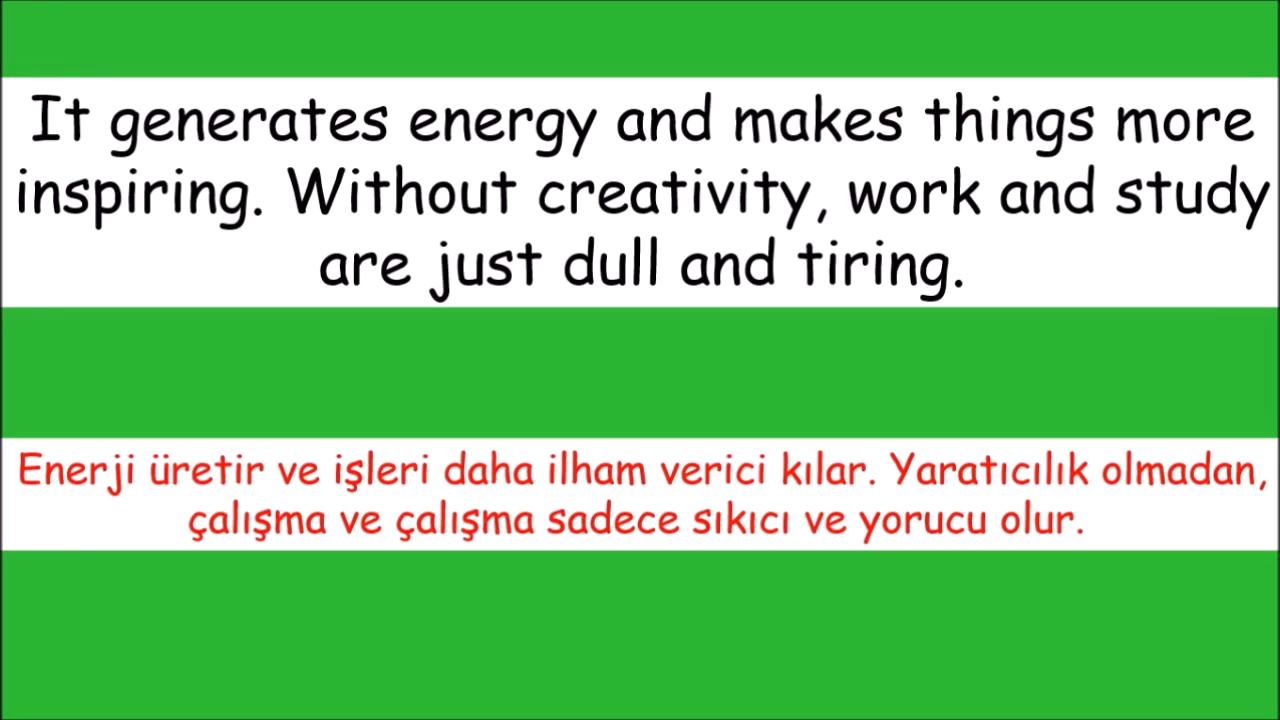 It generates energy and makes things more
inspiring. Without creativity, work and study
are just dull and tiring.
Enerji üretir ve işleri daha ilham verici kılar. Yaratıcılık olmadan,
çalışma ve çalışma sadece sıkıcı ve yorucu olur.